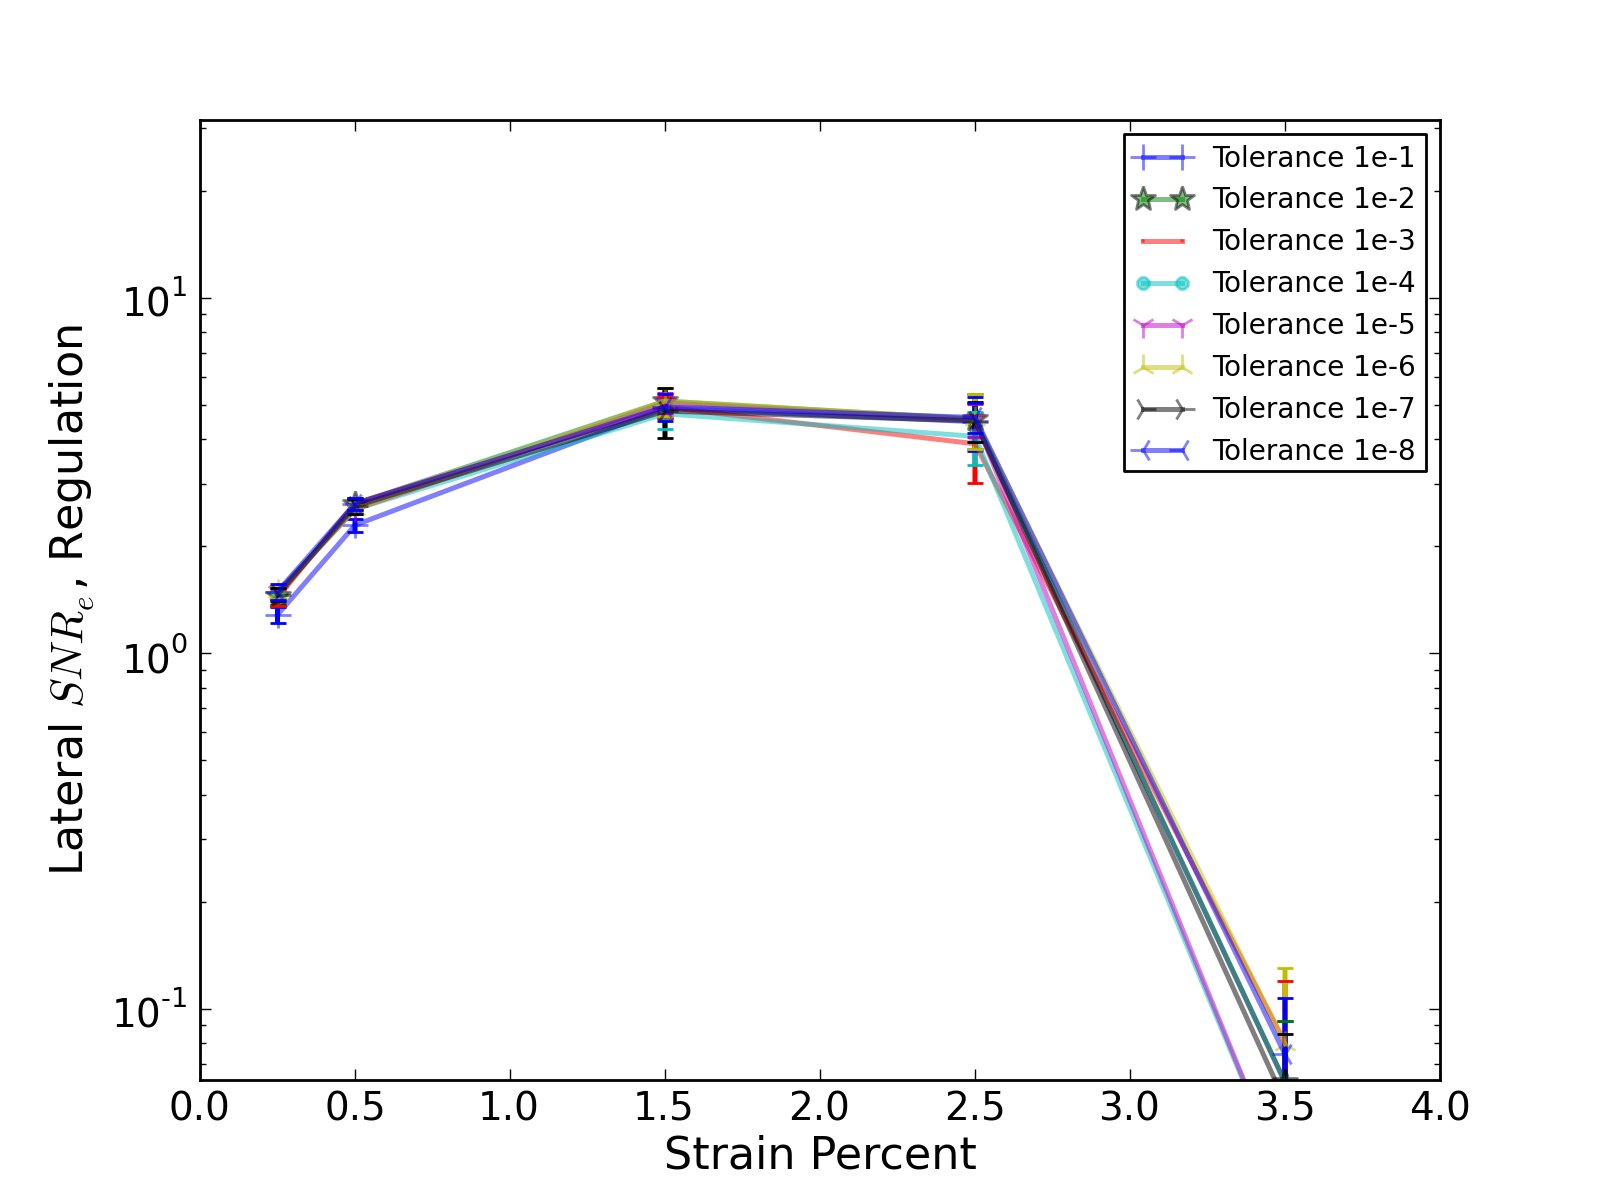 Lateral SNRe, Regulation
10^1
10^0
10^-1
0.0 0.5 1.0 1.5 2.0 2.5 3.0 3.5 4.0
Strain Percent
Tolerance 1e-1
Tolerance 1e-2
Tolerance 1e-3
Tolerance 1e-4
Tolerance 1e-5
Tolerance 1e-6
Tolerance 1e-7
Tolerance 1e-8